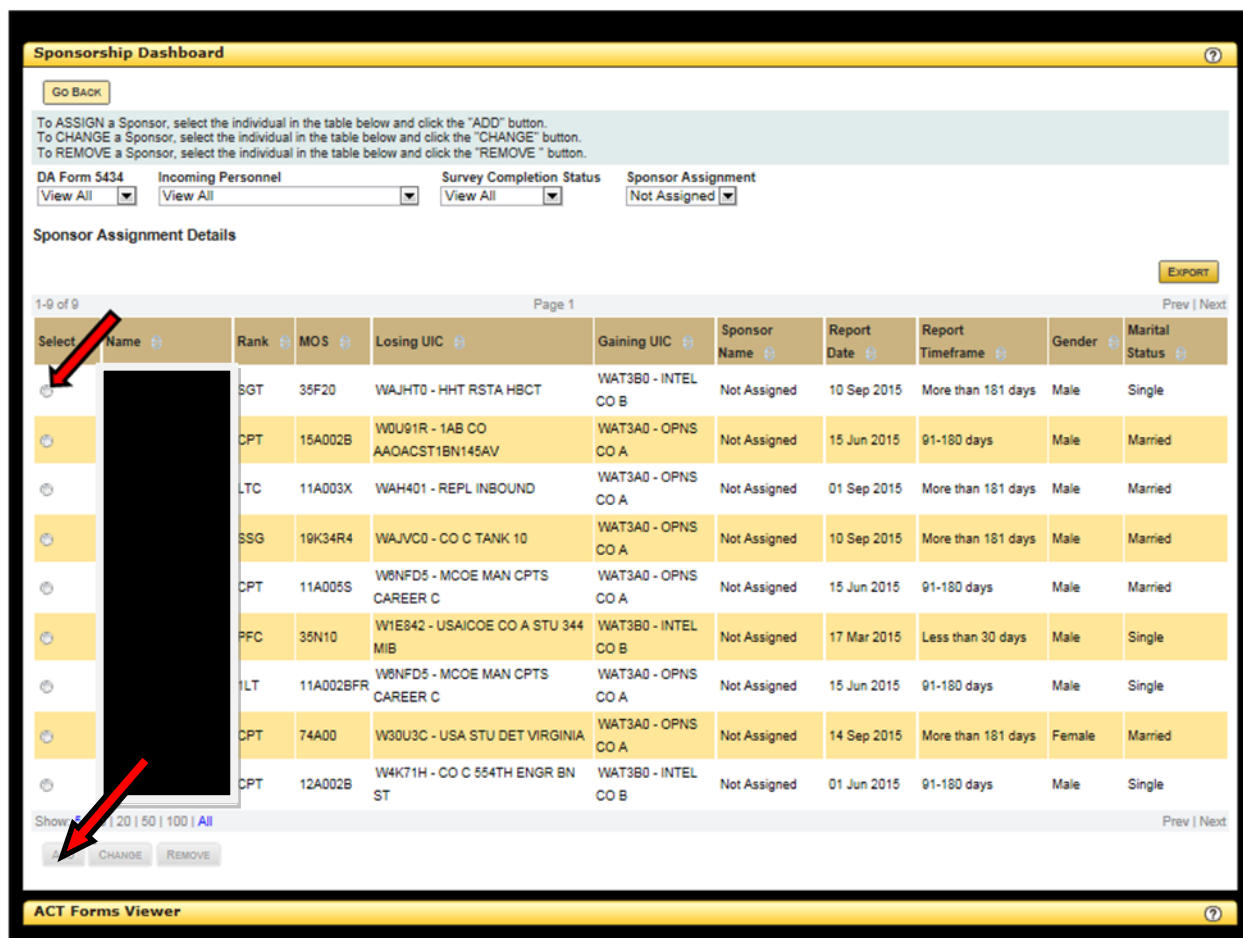 Sponsorship Dashboard
GO BACK
To ASSIGN a Sponsor, select the individual in the table below and click the "ADD" button.
To CHANGE a Sponsor, select the individual in the table below and click the "CHANGE" button.
To REMOVE a Sponsor, select the individual in the table below and click the "REMOVE " button.
DA Form 5434 Incoming Personnel Survey Completion Status Sponsor Assignment
View All View All View All Not Assigned
Sponsor Assignment Details
EXPORT
1-9 of 9 Page 1 Prev | Next
Select Name Rank MOS Losing UIC Gaining UIC Sponsor Name Report Date Report Timeframe Gender Marital Status
SGT 35F20 WAJHT0 - HHT RSTA HBCT WAT3B0 - INTEL CO B Not Assigned 10 Sep 2015 More than 181 days Male Single
CPT 15A002B W0U91R - 1AB CO AAOACST1BN145AV WAT3A0 - OPNS CO A Not Assigned 15 Jun 2015 91-180 days Male Married
LTC 11A003X WAH401 - REPL INBOUND WAT3A0 - OPNS CO A Not Assigned 01 Sep 2015 More than 181 days Male Married
SSG 19K34R4 WAJVC0 - CO C TANK 10 WAT3A0 - OPNS CO A Not Assigned 10 Sep 2015 More than 181 days Male Married
CPT 11A005S W6NFD5 - MCOE MAN CPTS CAREER C WAT3A0 - OPNS CO A Not Assigned 15 Jun 2015 91-180 days Male Married
PFC 35N10 W1E842 - USAICOE CO A STU 344 MIB WAT3B0 - INTEL CO B Not Assigned 17 Mar 2015 Less than 30 days Male Single
1LT 11A002BFR W6NFD5 - MCOE MAN CPTS CAREER C WAT3A0 - OPNS CO A Not Assigned 15 Jun 2015 91-180 days Male Single
CPT 74A00 W30U3C - USA STU DET VIRGINIA WAT3A0 - OPNS CO A Not Assigned 14 Sep 2015 More than 181 days Female Married
CPT 12A002B W4K71H - CO C 554TH ENGR BN ST WAT3B0 - INTEL CO B Not Assigned 01 Jun 2015 91-180 days Male Single
Show: | 20 | 50 | 100 | All Prev | Next
CHANGE REMOVE
ACT Forms Viewer